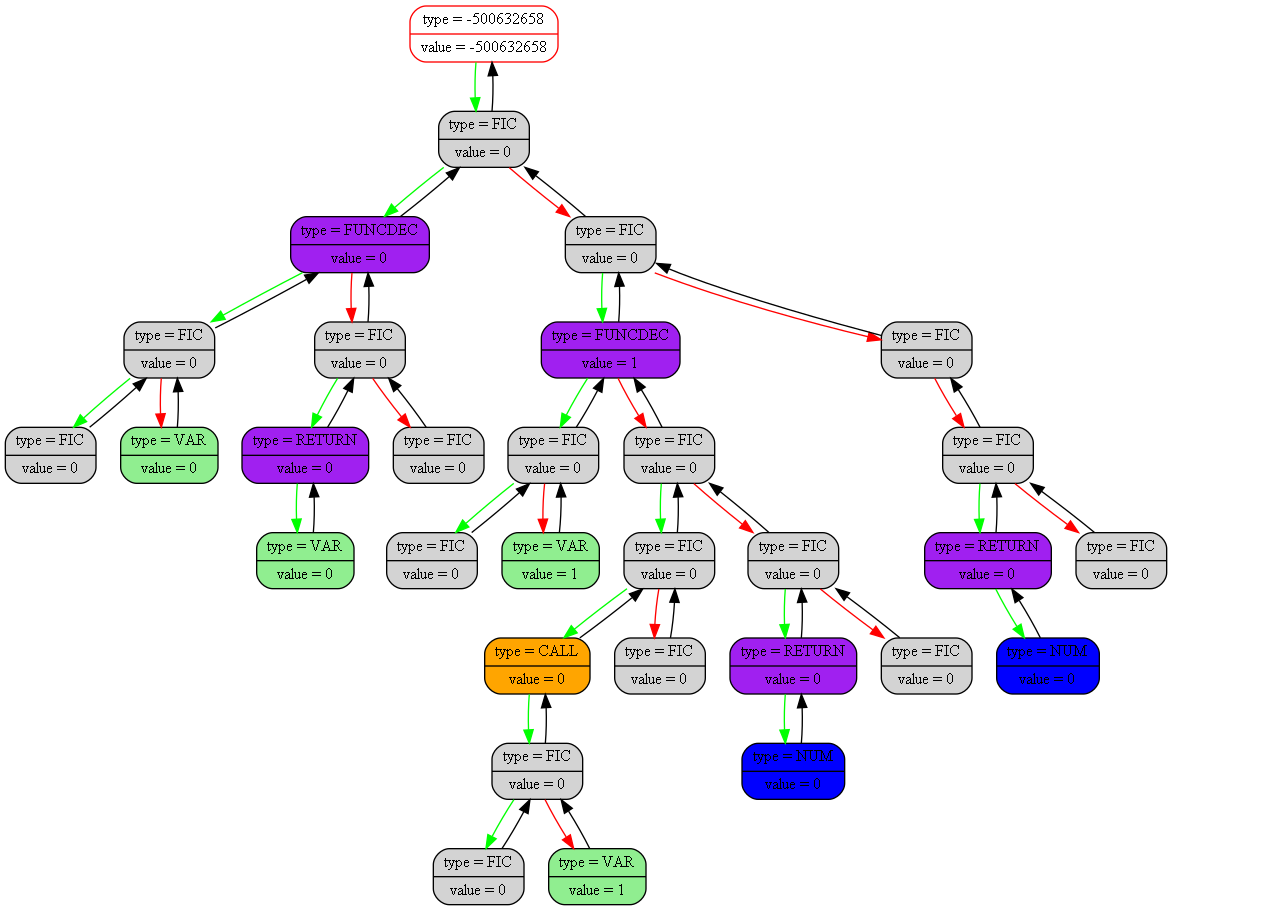 type = -500632658
value = -500632658
type = FIC
value = 0
type = FUNCDEC
value = 0
type = FIC
value = 0
type = FIC
value = 0
type = FIC
value = 0
type = FUNCDEC
value = 1
type = FIC
value = 0
type = FIC
value = 0
type = VAR
value = 0
type = RETURN
value = 0
type = FIC
value = 0
type = FIC
value = 0
type = FIC
value = 0
type = FIC
value = 0
type = VAR
value = 0
type = FIC
value = 0
type = VAR
value = 1
type = FIC
value = 0
type = FIC
value = 0
type = RETURN
value = 0
type = FIC
value = 0
type = CALL
value = 0
type = FIC
value = 0
type = RETURN
value = 0
type = FIC
value = 0
type = NUM
value = 0
type = FIC
value = 0
type = NUM
value = 0
type = FIC
value = 0
type = VAR
value = 1